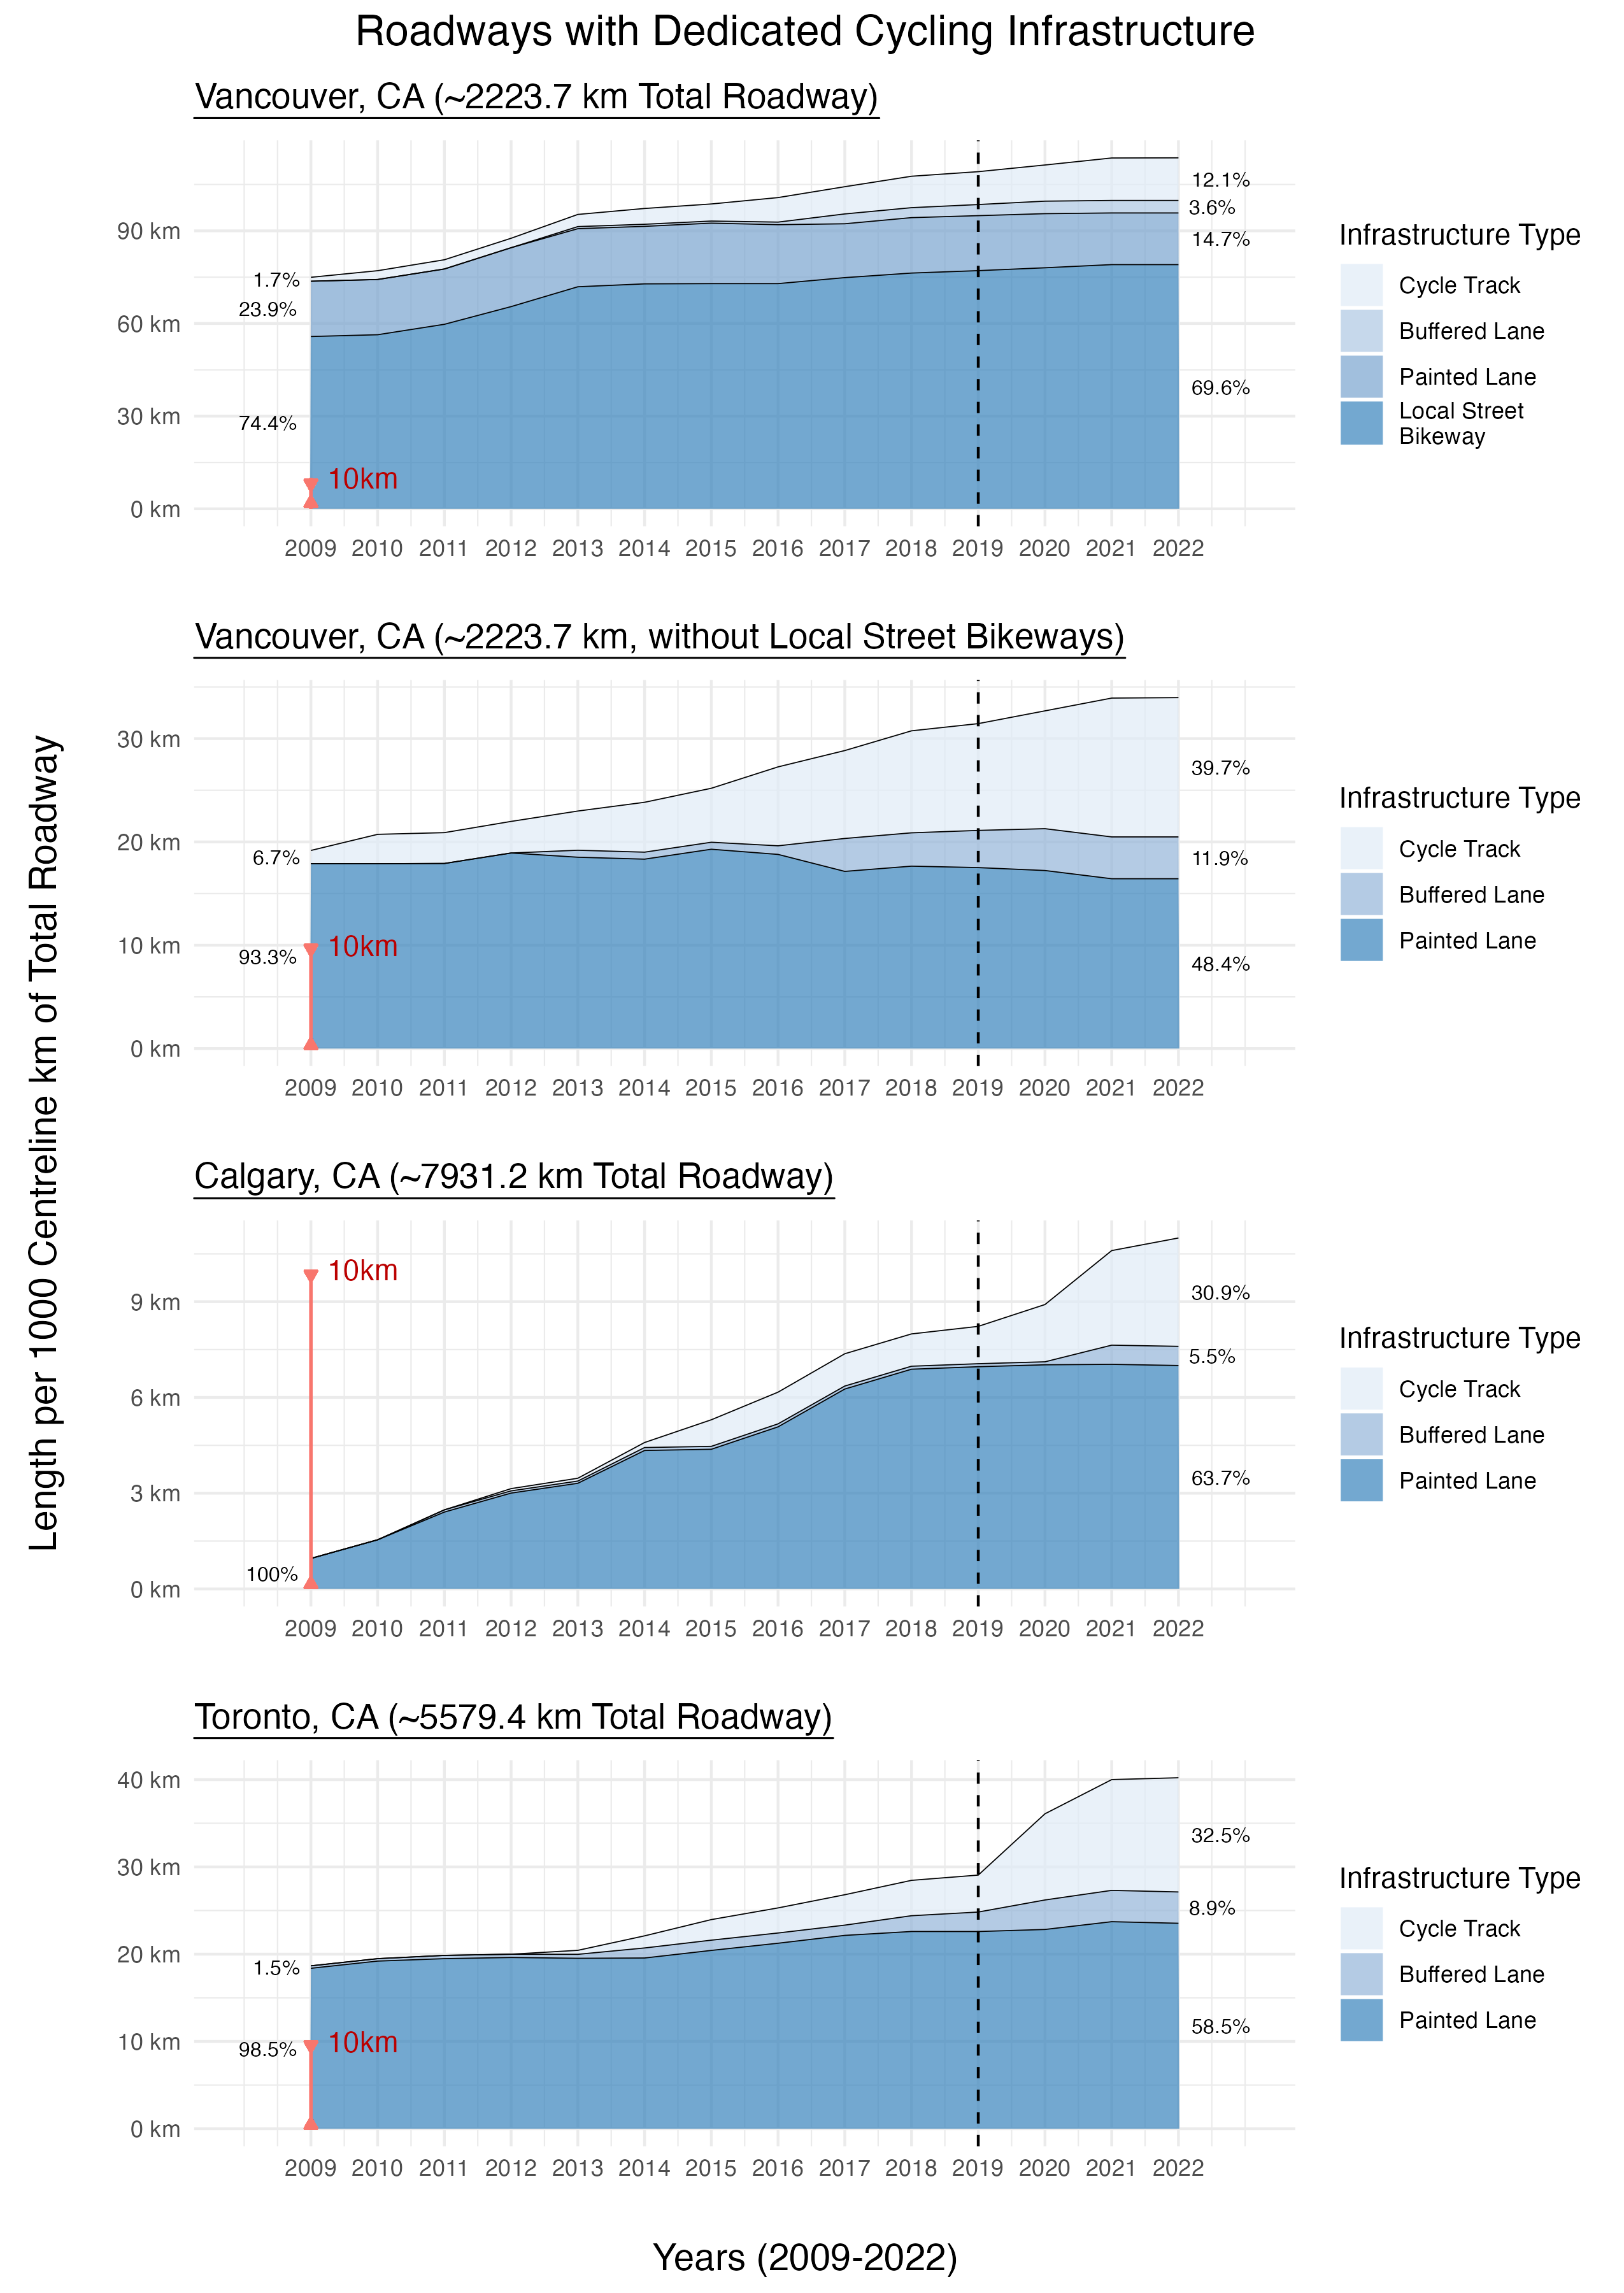 Roadways with Dedicated Cycling Infrastructure
Length per 1000 Centreline km of Total Roadway
Vancouver, CA (~2223.7 km Total Roadway)
90 km
60 km
30 km
0 km
1.7%
23.9%
74.4%
10km
12.1%
3.6%
14.7%
69.6%
2009 2010 2011 2012 2013 2014 2015 2016 2017 2018 2019 2020 2021 2022
Infrastructure Type
Cycle Track
Buffered Lane
Painted Lane
Local Street
Bikeway
Vancouver, CA (~2223.7 km, without Local Street Bikeways)
30 km
20 km
10 km
0 km
6.7%
93.3%
10km
39.7%
11.9%
48.4%
2009 2010 2011 2012 2013 2014 2015 2016 2017 2018 2019 2020 2021 2022
Infrastructure Type
Cycle Track
Buffered Lane
Painted Lane
Calgary, CA (~7931.2 km Total Roadway)
9 km
6 km
3 km
0 km
100%
10km
30.9%
5.5%
63.7%
2009 2010 2011 2012 2013 2014 2015 2016 2017 2018 2019 2020 2021 2022
Infrastructure Type
Cycle Track
Buffered Lane
Painted Lane
Toronto, CA (~5579.4 km Total Roadway)
40 km
30 km
20 km
10 km
0 km
1.5%
98.5%
10km
32.5%
8.9%
58.5%
2009 2010 2011 2012 2013 2014 2015 2016 2017 2018 2019 2020 2021 2022
Infrastructure Type
Cycle Track
Buffered Lane
Painted Lane
Years (2009-2022)